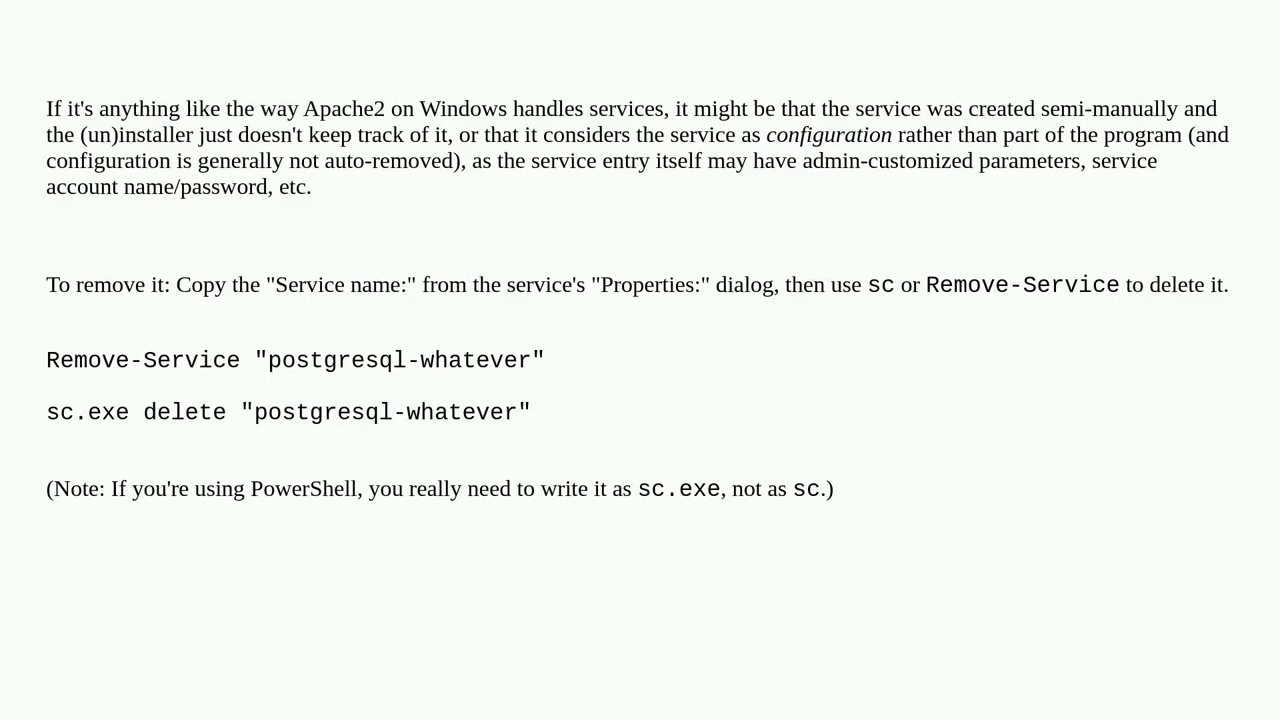 If it's anything like the way Apache2 on Windows handles services, it might be that the service was created semi-manually and
the (un)installer just doesn't keep track of it, or that it considers the service as configuration rather than part of the program (and
configuration is generally not auto-removed), as the service entry itself may have admin-customized parameters, service
account name/password, etc.
To remove it: Copy the "Service name:" from the service's "Properties:" dialog, then use sc or Remove-Service to delete it.
Remove-Service "postgresql-whatever"
sc.exe delete "postgresql-whatever"
(Note: If you're using PowerShell, you really need to write it as sc.exe, not as sc.)